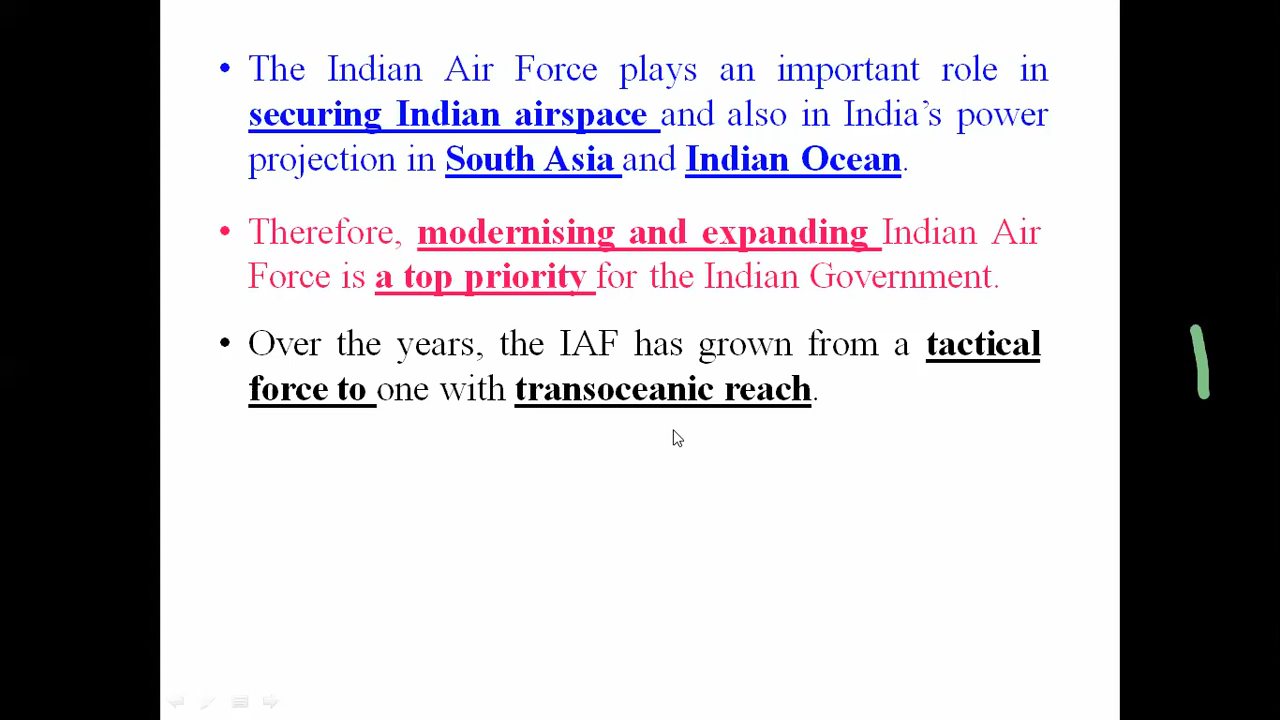 • The Indian Air Force plays an important role in
securing Indian airspace and also in India’s power
projection in South Asia and Indian Ocean.
• Therefore, modernising and expanding Indian Air
Force is a top priority for the Indian Government.
• Over the years, the IAF has grown from a tactical
force to one with transoceanic reach.